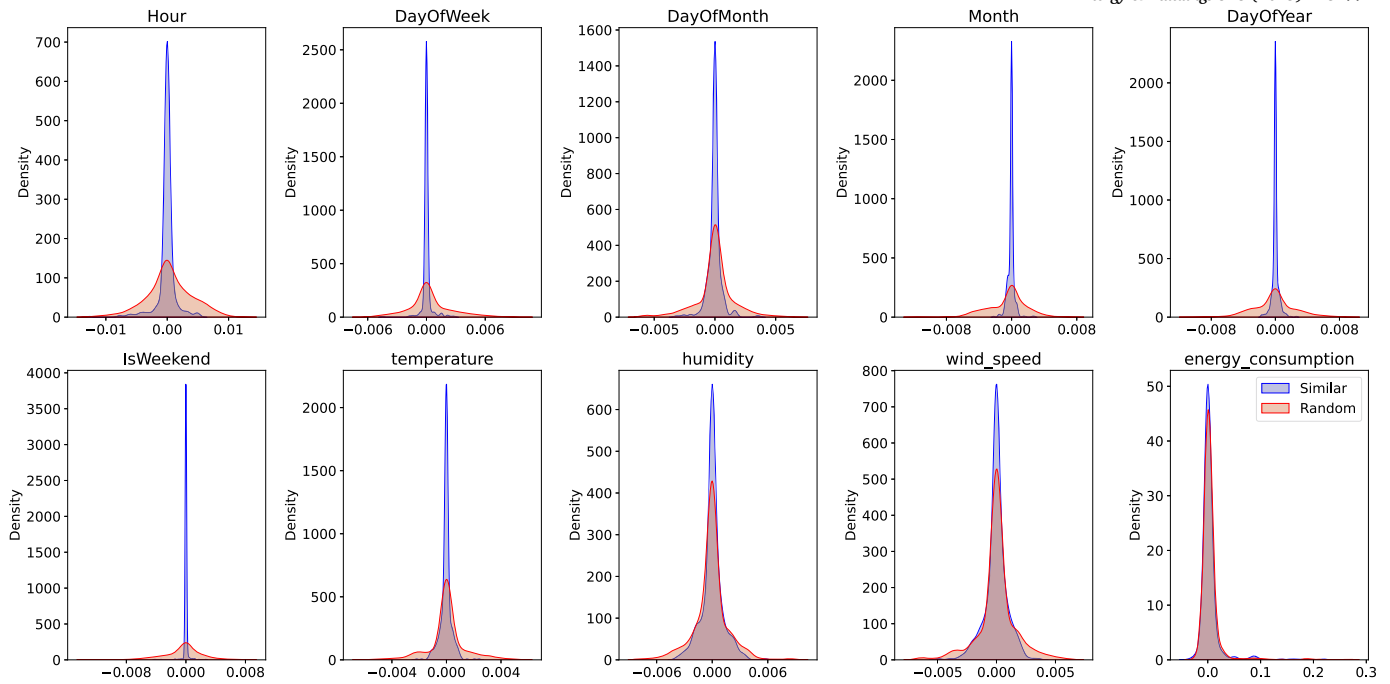 Hour DayOfWeek DayOfMonth Month DayOfYear
700 600 500 400 300 200 100 0
Density
−0.01 0.00 0.01
2500 2000 1500 1000 500 0
Density
−0.006 0.000 0.006
1600 1400 1200 1000 800 600 400 200 0
Density
−0.005 0.000 0.005
2000 1500 1000 500 0
Density
−0.008 0.000 0.008
2000 1500 1000 500 0
Density
−0.008 0.000 0.008
IsWeekend temperature humidity wind_speed energy_consumption
4000 3500 3000 2500 2000 1500 1000 500 0
Density
−0.008 0.000 0.008
2000 1500 1000 500 0
Density
−0.004 0.000 0.004
600 500 400 300 200 100 0
Density
−0.006 0.000 0.006
800 700 600 500 400 300 200 100 0
Density
−0.005 0.000 0.005
50 40 30 20 10 0
Density
0.0 0.1 0.2 0.3
Similar
Random